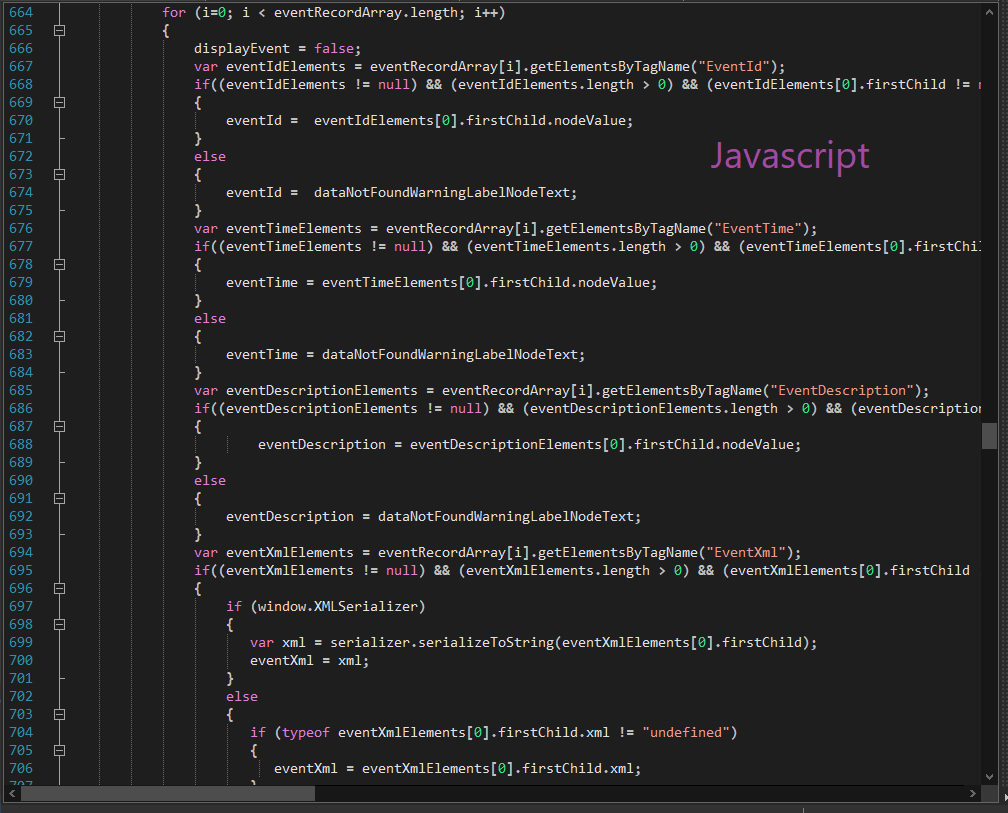 664 for (i=0; i < eventRecordArray.length; i++)
665 {
666 displayEvent = false;
667 var eventIdElements = eventRecordArray[i].getElementsByTagName("EventId");
668 if((eventIdElements != null) && (eventIdElements.length > 0) && (eventIdElements[0].firstChild !=
669 {
670 eventId =  eventIdElements[0].firstChild.nodeValue;
671 }
672 else
Javascript
673 {
674 eventId =  dataNotFoundWarningLabelNodeText;
675 }
676 var eventTimeElements = eventRecordArray[i].getElementsByTagName("EventTime");
677 if((eventTimeElements != null) && (eventTimeElements.length > 0) && (eventTimeElements[0].firstChi
678 {
679 eventTime = eventTimeElements[0].firstChild.nodeValue;
680 }
681 else
682 {
683 eventTime = dataNotFoundWarningLabelNodeText;
684 }
685 var eventDescriptionElements = eventRecordArray[i].getElementsByTagName("EventDescription");
686 if((eventDescriptionElements != null) && (eventDescriptionElements.length > 0) && (eventDescription
687 {
688 eventDescription = eventDescriptionElements[0].firstChild.nodeValue;
689 }
690 else
691 {
692 eventDescription = dataNotFoundWarningLabelNodeText;
693 }
694 var eventXmlElements = eventRecordArray[i].getElementsByTagName("EventXml");
695 if((eventXmlElements != null) && (eventXmlElements.length > 0) && (eventXmlElements[0].firstChild
696 {
697 if (window.XMLSerializer)
698 {
699 var xml = serializer.serializeToString(eventXmlElements[0].firstChild);
700 eventXml = xml;
701 }
702 else
703 {
704 if (typeof eventXmlElements[0].firstChild.xml != "undefined")
705 {
706 eventXml = eventXmlElements[0].firstChild.xml;